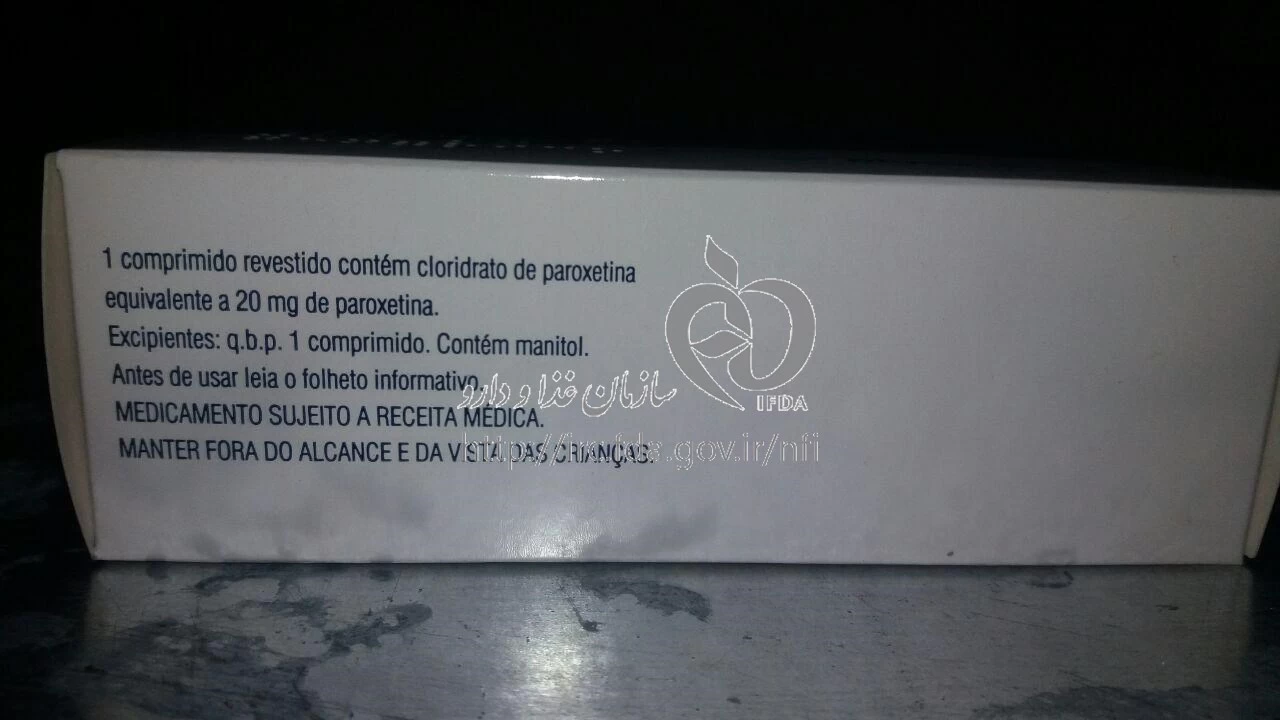 1 comprimido revestido contém cloridrato de paroxetina
equivalente a 20 mg de paroxetina.
Excipientes: q.b.p. 1 comprimido. Contém manitol.
Antes de usar leia o folheto informativo.
MEDICAMENTO SUJEITO A RECEITA MÉDICA.
MANTER FORA DO ALCANCE E DA VISTA DAS CRIANÇAS.
سازمان غذا و دارو
IFDA